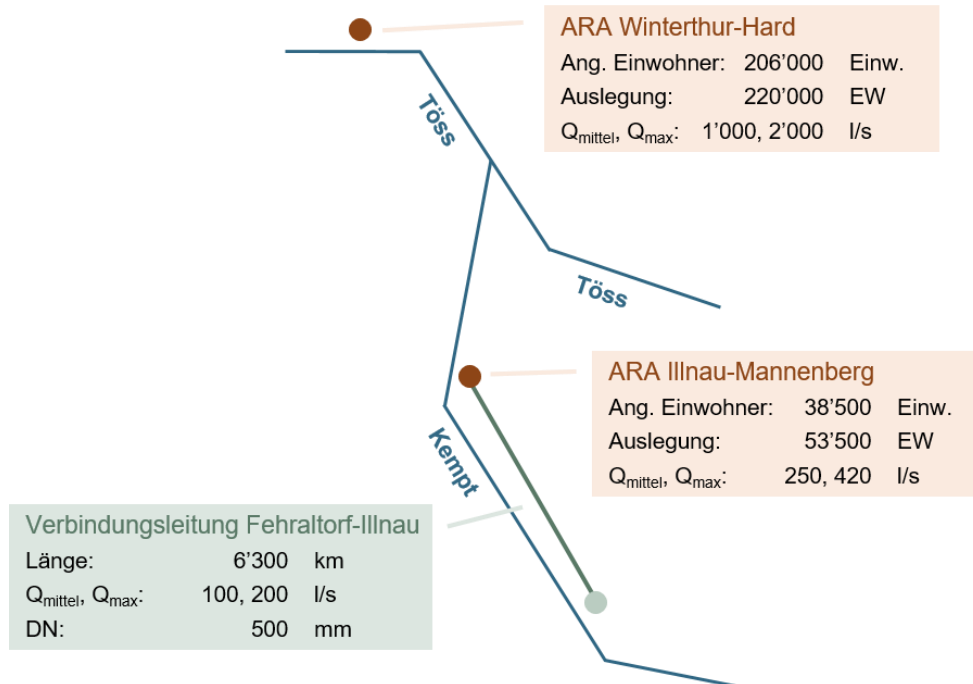 ARA Winterthur-Hard
Ang. Einwohner: 206’000 Einw.
Auslegung: 220’000 EW
Qmittel, Qmax: 1’000, 2’000 l/s
Töss
Töss
ARA Illnau-Mannenberg
Ang. Einwohner: 38’500 Einw.
Auslegung: 53’500 EW
Qmittel, Qmax: 250, 420 l/s
Kempt
Verbindungsleitung Fehraltorf-Illnau
Länge: 6’300 km
Qmittel, Qmax: 100, 200 l/s
DN: 500 mm